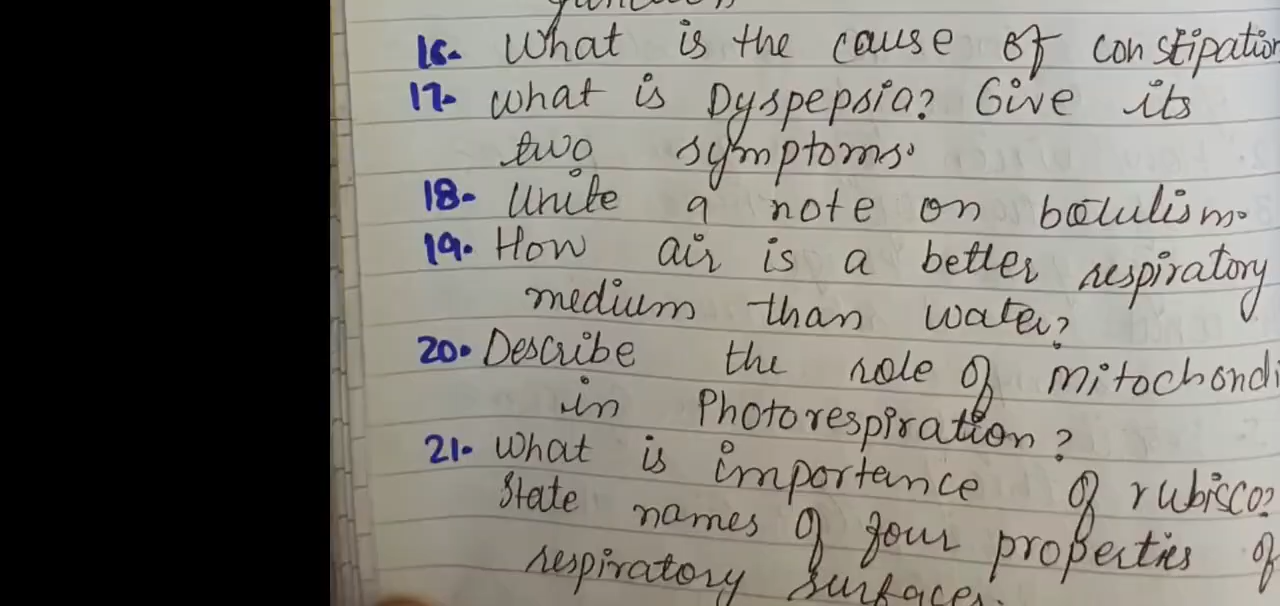 16. What is the cause of constipation
17. What is Dyspepsia? Give its
two symptoms.
18. Write a note on botulism.
19. How air is a better respiratory
medium than water?
20. Describe the role of mitochondi
in Photorespiration?
21. What is importance of rubisco?
State names of four properties of
respiratory surfaces.